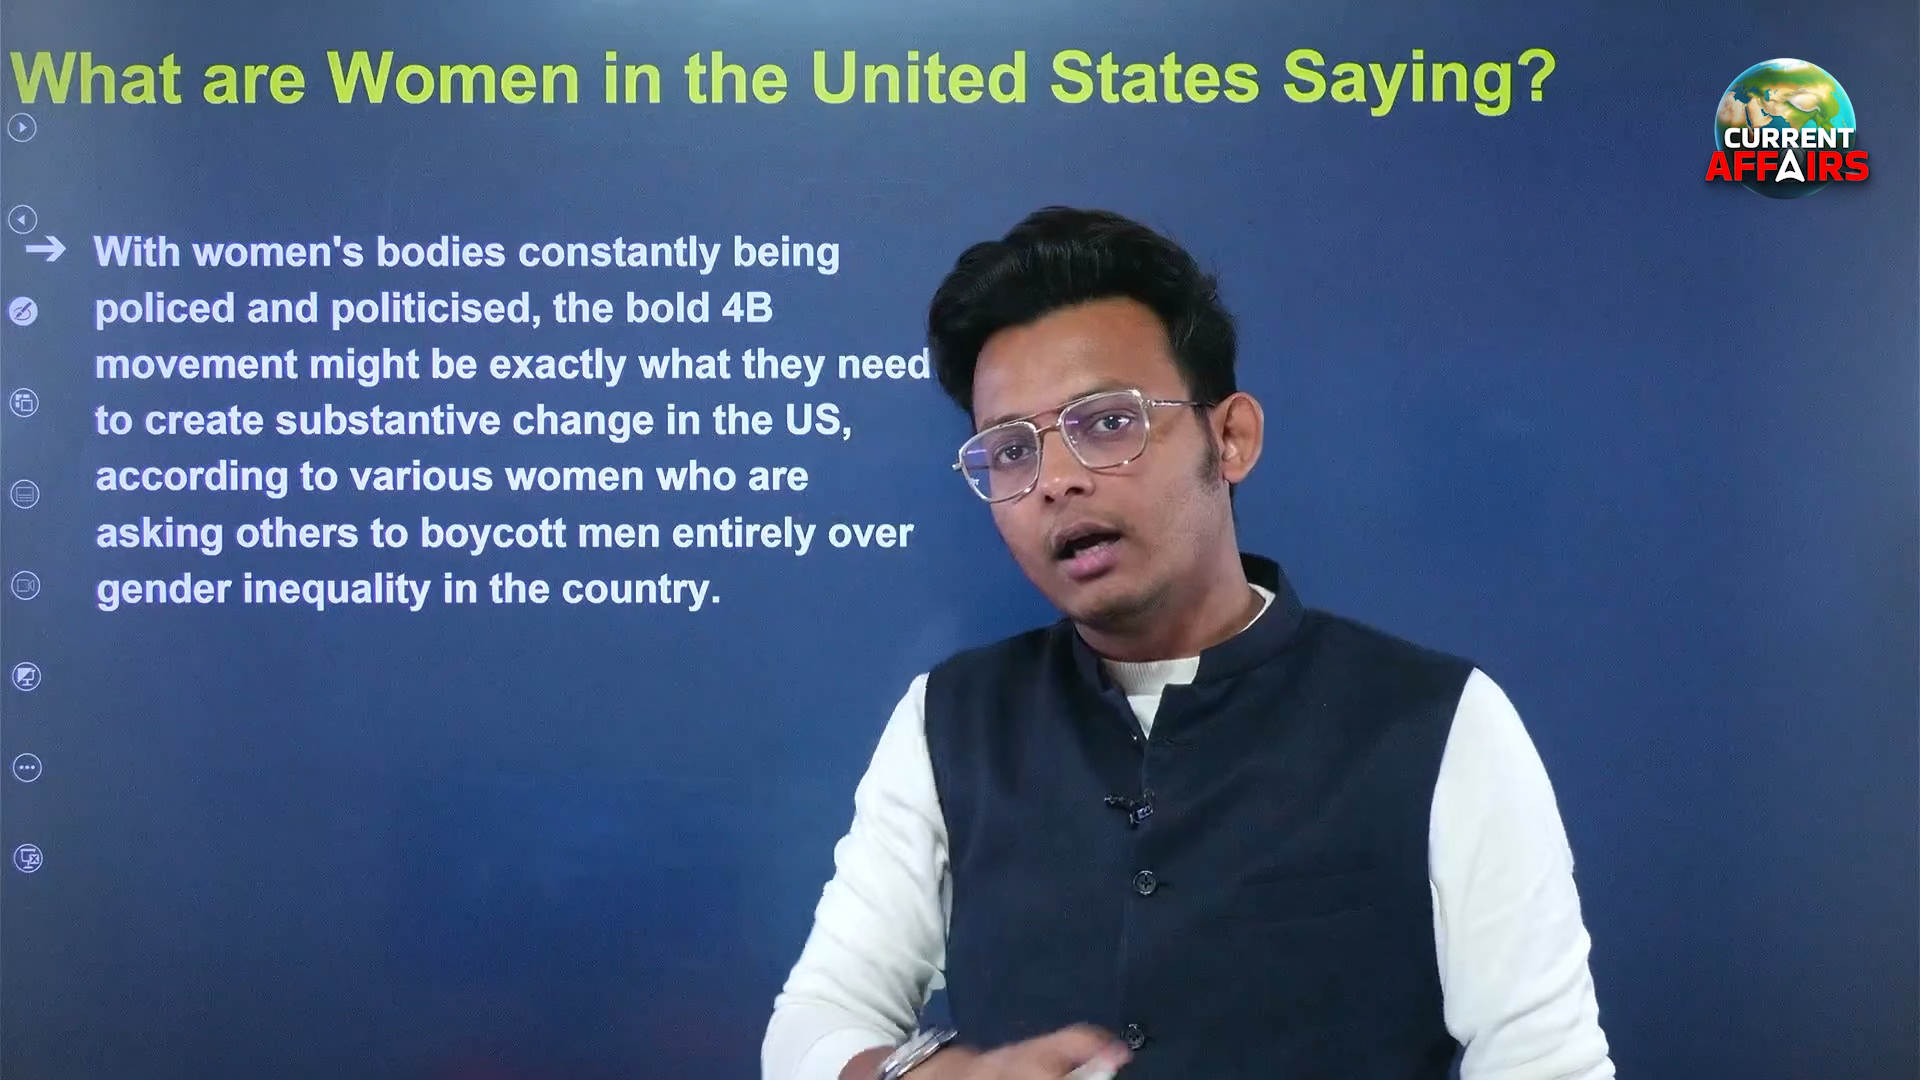 What are Women in the United States Saying?
CURRENT
AFFAIRS
→ With women's bodies constantly being
policed and politicised, the bold 4B
movement might be exactly what they need
to create substantive change in the US,
according to various women who are
asking others to boycott men entirely over
gender inequality in the country.